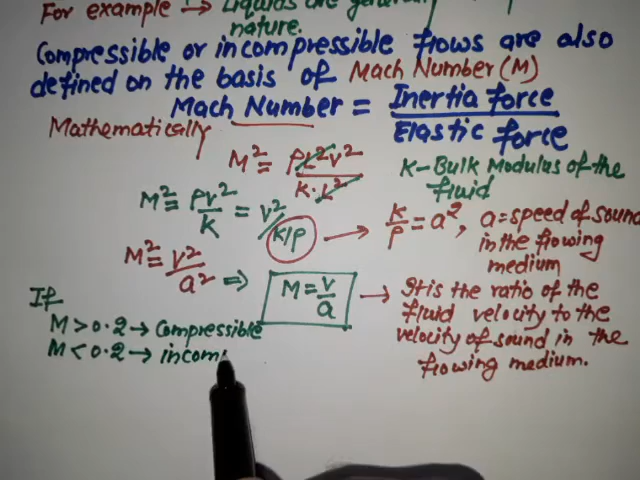 For example → Liquids are general
nature.
Compressible or incompressible flows are also
defined on the basis of Mach Number (M)
Mach Number = Inertia force / Elastic force
Mathematically
M² = ρL²v² / K·L²
K - Bulk Modulus of the
fluid
M² = ρv²/K = v² / K/ρ → K/ρ = a², a = speed of sound
in the flowing
medium
M² = v²/a² ⇒ M = v/a → It is the ratio of the
fluid velocity to the
velocity of sound in the
flowing medium.
If
M > 0.2 → Compressible
M < 0.2 → incom